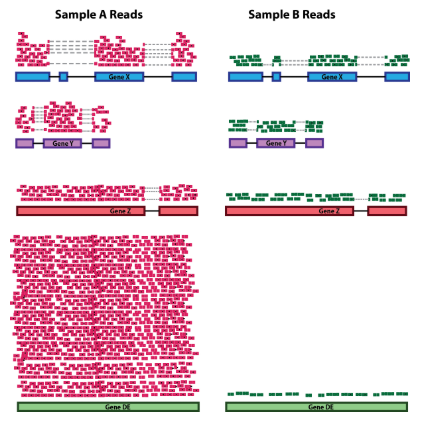 Sample A Reads
Sample B Reads
Gene X
Gene X
Gene Y
Gene Y
Gene Z
Gene Z
Gene DE
Gene DE